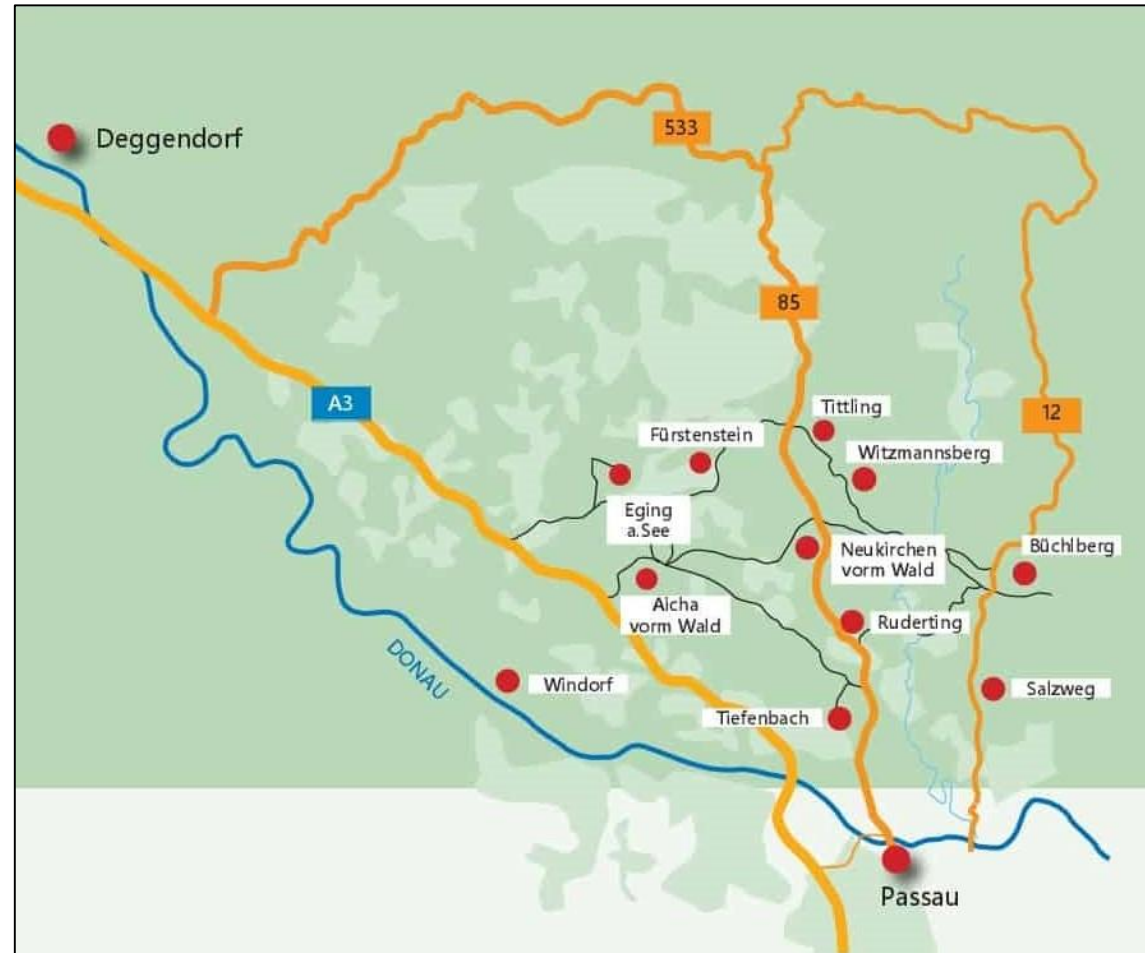 Deggendorf
533
85
A3
12
Tittling
Fürstenstein
Witzmannsberg
Eging
a.See
Neukirchen
vorm Wald
Büchlberg
Aicha
vorm Wald
Ruderting
DONAU
Windorf
Salzweg
Tiefenbach
Passau